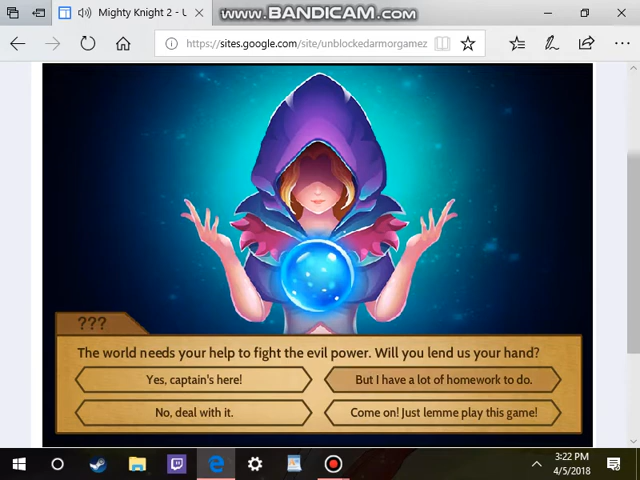 Mighty Knight 2 - U
www.BANDICAM.com
https://sites.google.com/site/unblockedarmorgamez
???
The world needs your help to fight the evil power. Will you lend us your hand?
Yes, captain's here!
But I have a lot of homework to do.
No, deal with it.
Come on! Just lemme play this game!
3:22 PM
4/5/2018